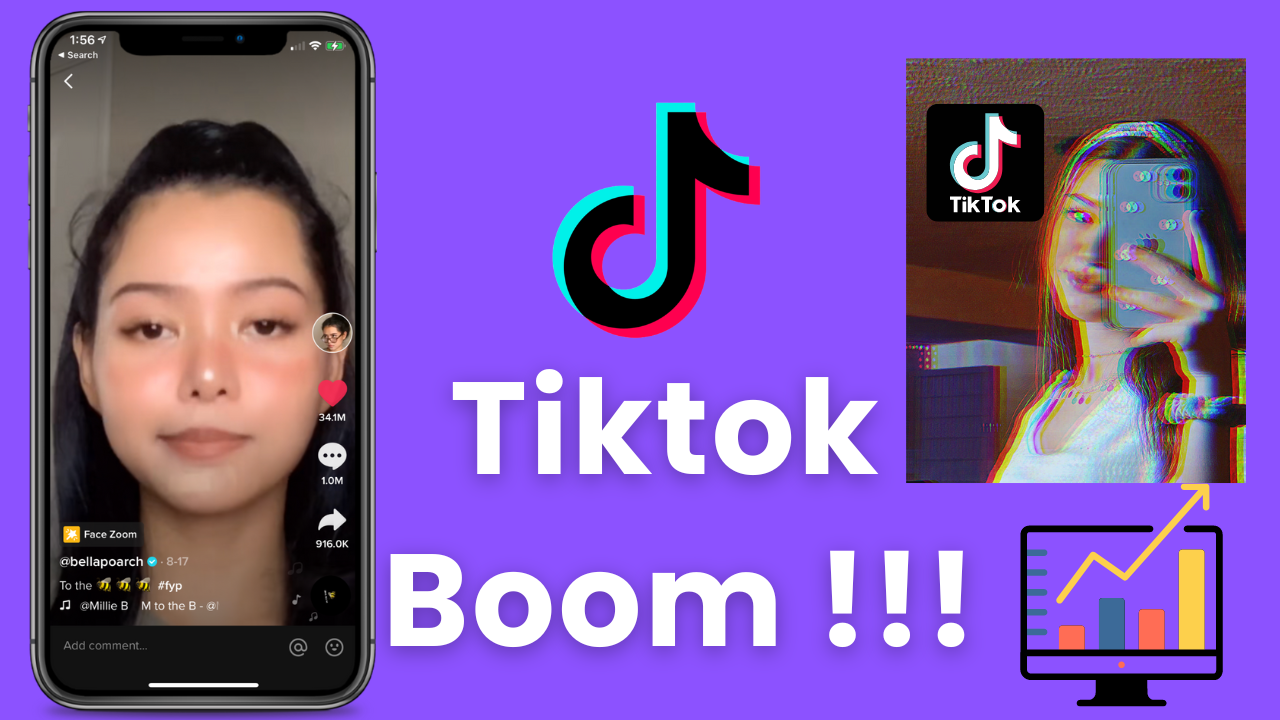 1:56
◀ Search
34.1M
1.0M
916.0K
Face Zoom
@bellapoarch · 8-17
To the 🐝 🐝 🐝 #fyp
@Millie B M to the B - @
Add comment...
Tiktok
Boom !!!
TikTok